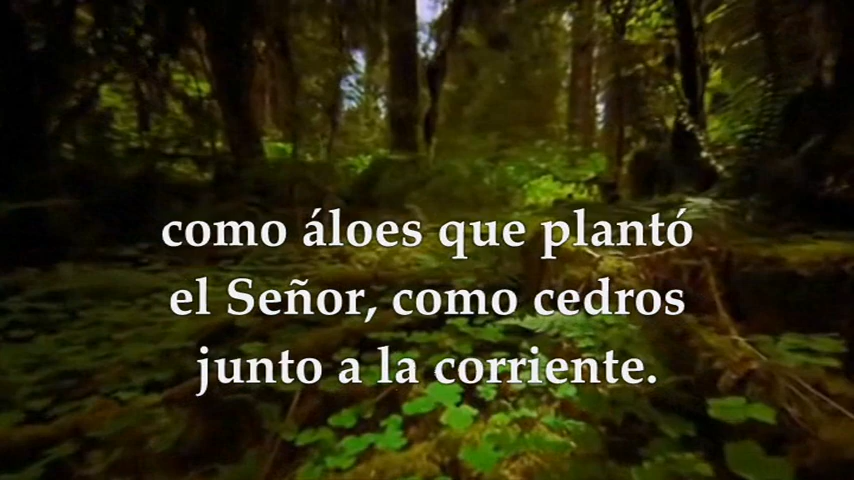 como áloes que plantó
el Señor, como cedros
junto a la corriente.